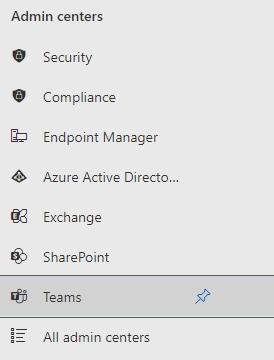 Admin centers
Security
Compliance
Endpoint Manager
Azure Active Directo...
Exchange
SharePoint
Teams
All admin centers